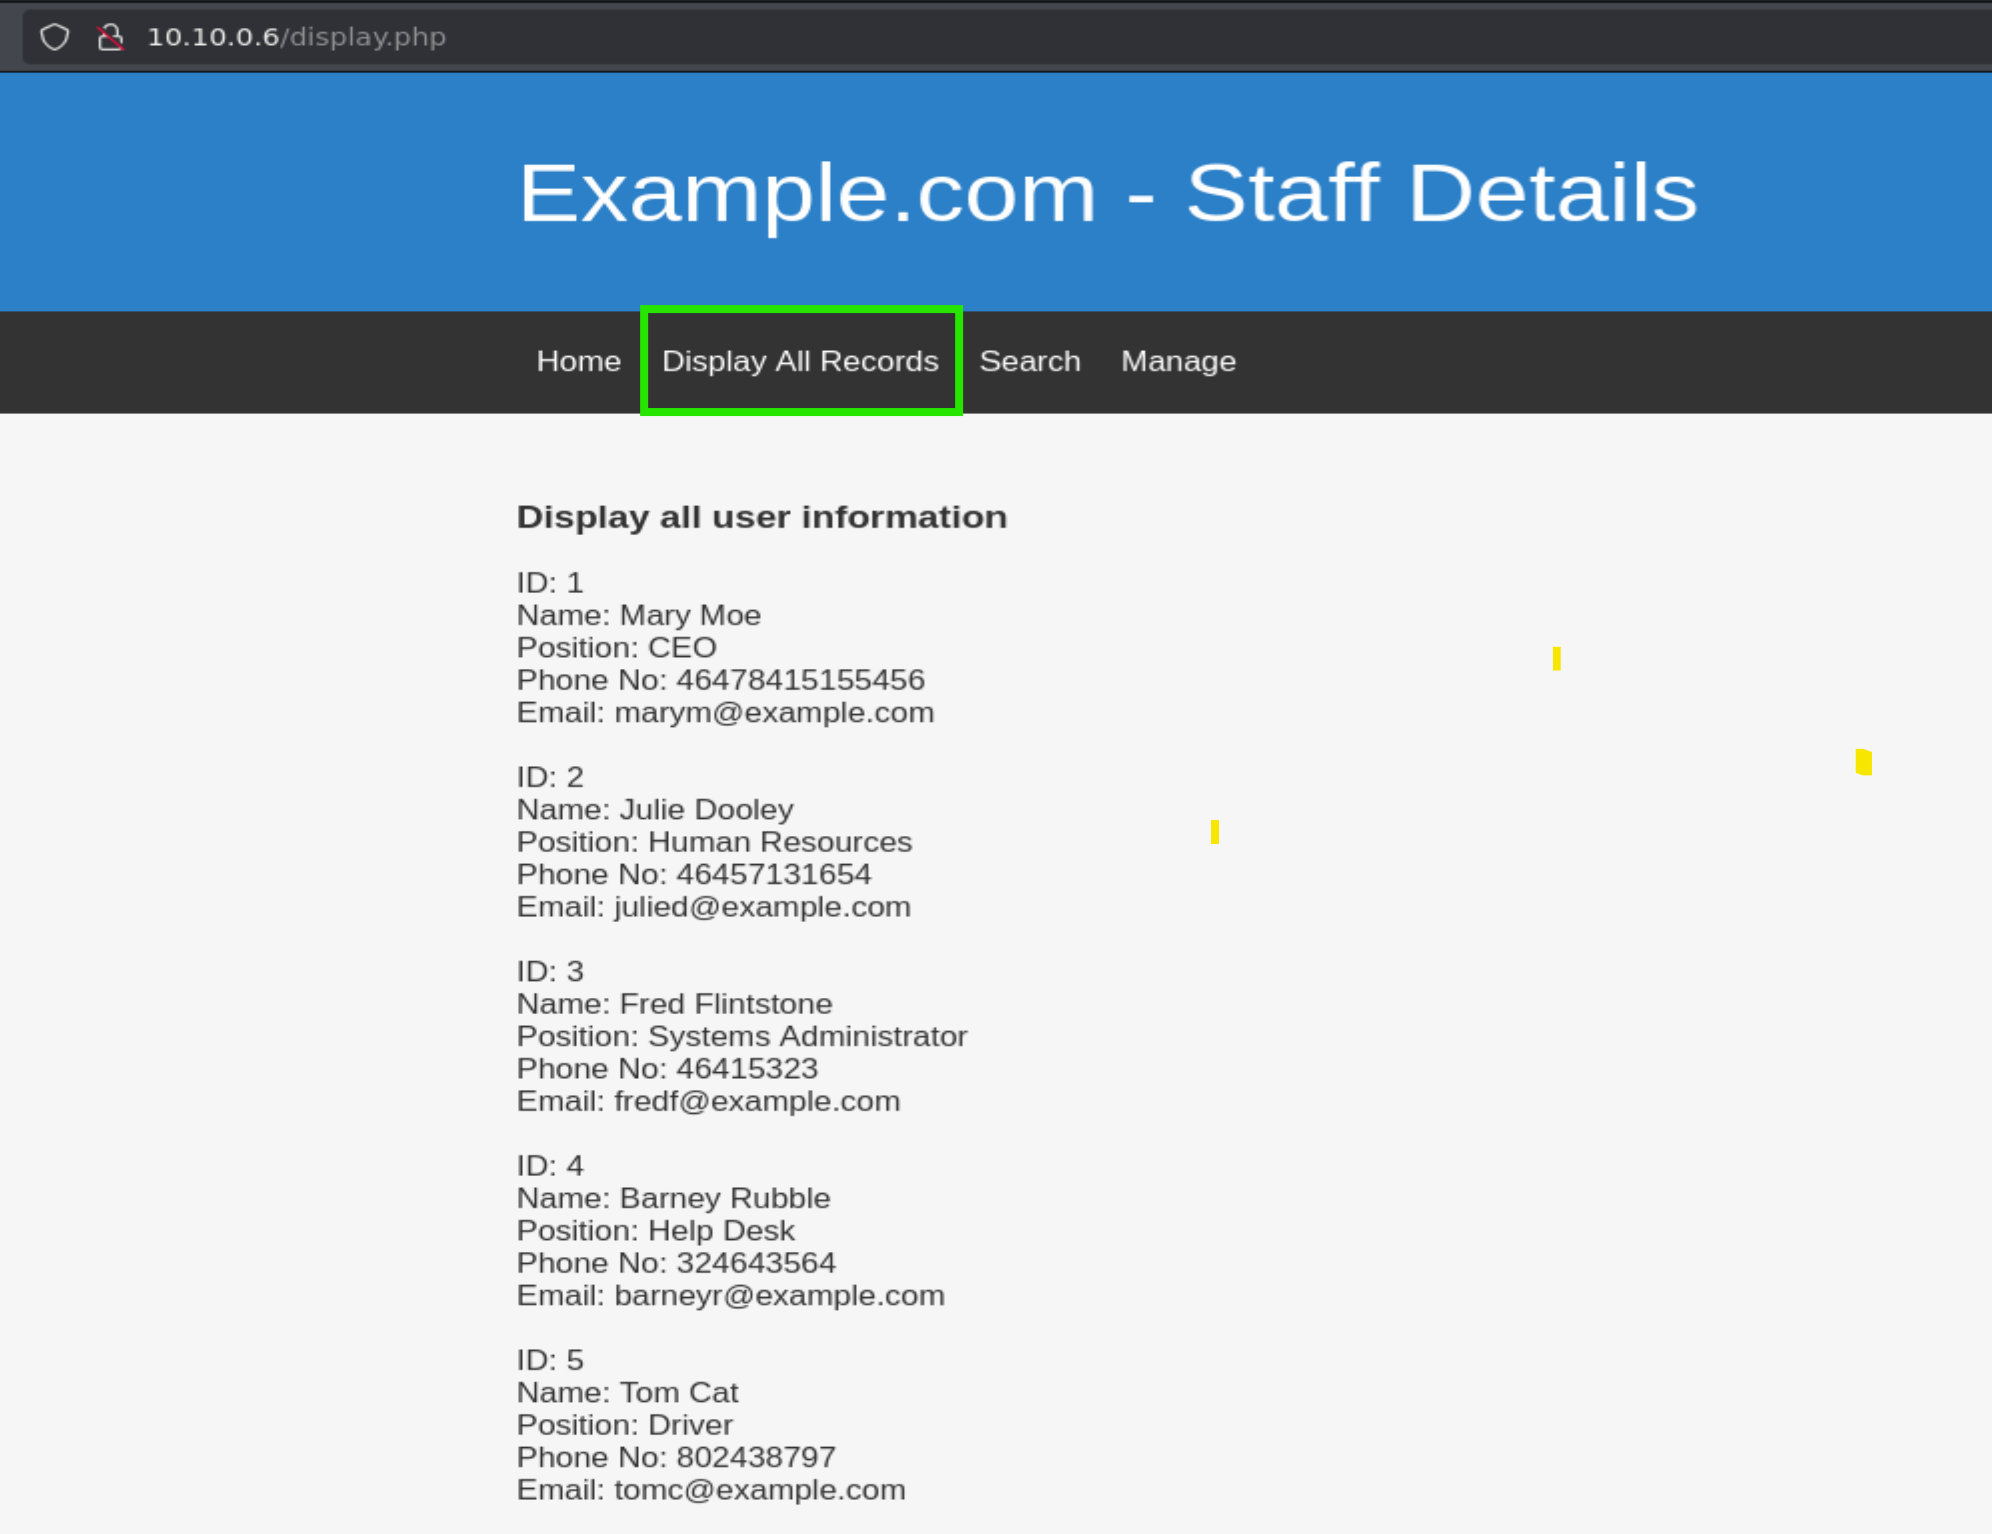 10.10.0.6/display.php
Example.com - Staff Details
Home Display All Records Search Manage
Display all user information
ID: 1
Name: Mary Moe
Position: CEO
Phone No: 46478415155456
Email: marym@example.com
ID: 2
Name: Julie Dooley
Position: Human Resources
Phone No: 46457131654
Email: julied@example.com
ID: 3
Name: Fred Flintstone
Position: Systems Administrator
Phone No: 46415323
Email: fredf@example.com
ID: 4
Name: Barney Rubble
Position: Help Desk
Phone No: 324643564
Email: barneyr@example.com
ID: 5
Name: Tom Cat
Position: Driver
Phone No: 802438797
Email: tomc@example.com